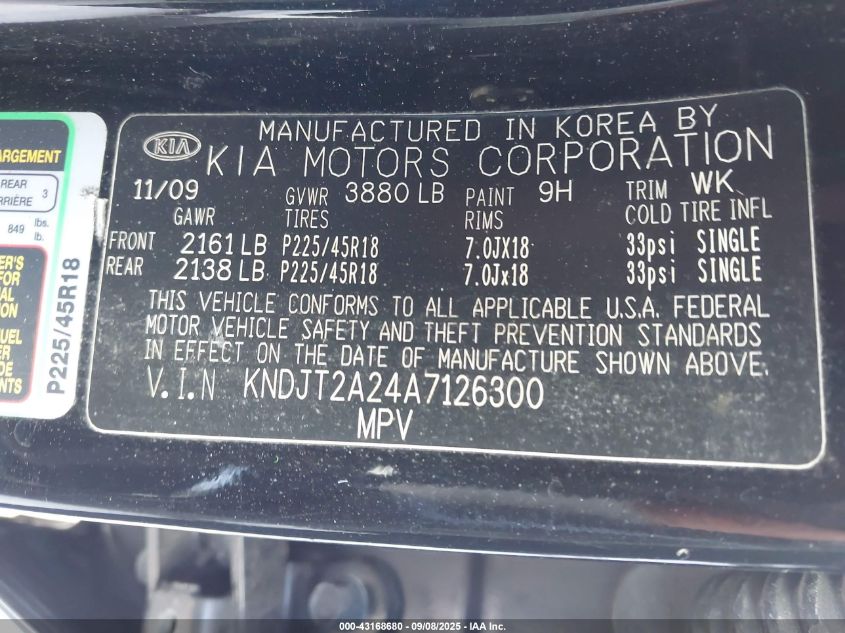 ARGEMENT
REAR 3
RRIÈRE
849 lbs.
lb.
P225/45R18
KIA
MANUFACTURED IN KOREA BY
KIA MOTORS CORPORATION
11/09 GVWR 3880 LB PAINT 9H TRIM WK
GAWR TIRES RIMS COLD TIRE INFL
FRONT 2161 LB P225/45R18 7.0JX18 33psi SINGLE
REAR 2138 LB P225/45R18 7.0Jx18 33psi SINGLE
THIS VEHICLE CONFORMS TO ALL APPLICABLE U.S.A. FEDERAL
MOTOR VEHICLE SAFETY AND THEFT PREVENTION STANDARDS
IN EFFECT ON THE DATE OF MANUFACTURE SHOWN ABOVE.
V.I.N KNDJT2A24A7126300
MPV
000-43168680 - 09/08/2025 - IAA Inc.